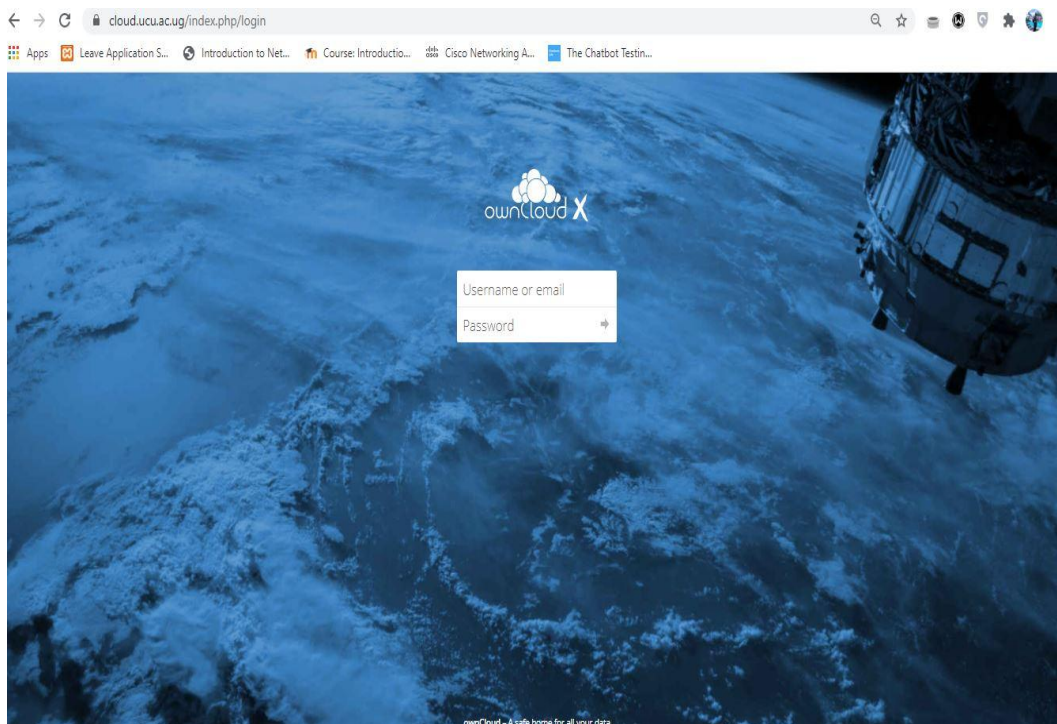 cloud.ucu.ac.ug/index.php/login
Apps Leave Application S... Introduction to Net... Course: Introductio... Cisco Networking A... The Chatbot Testin...
ownCloud X
Username or email
Password
ownCloud – A safe home for all your data